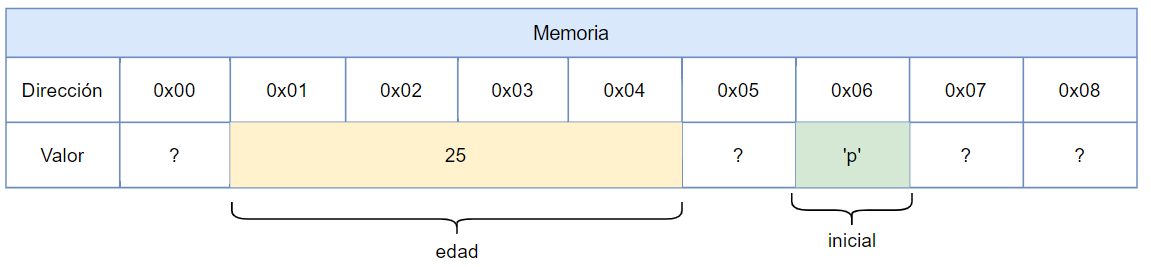 Memoria
Dirección 0x00 0x01 0x02 0x03 0x04 0x05 0x06 0x07 0x08
Valor ? 25 ? 'p' ? ?
edad inicial